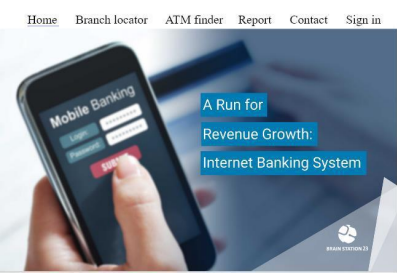 Home Branch locator ATM finder Report Contact Sign in
Mobile Banking
Login
Password
SUBMIT
A Run for
Revenue Growth:
Internet Banking System
BRAIN STATION 23